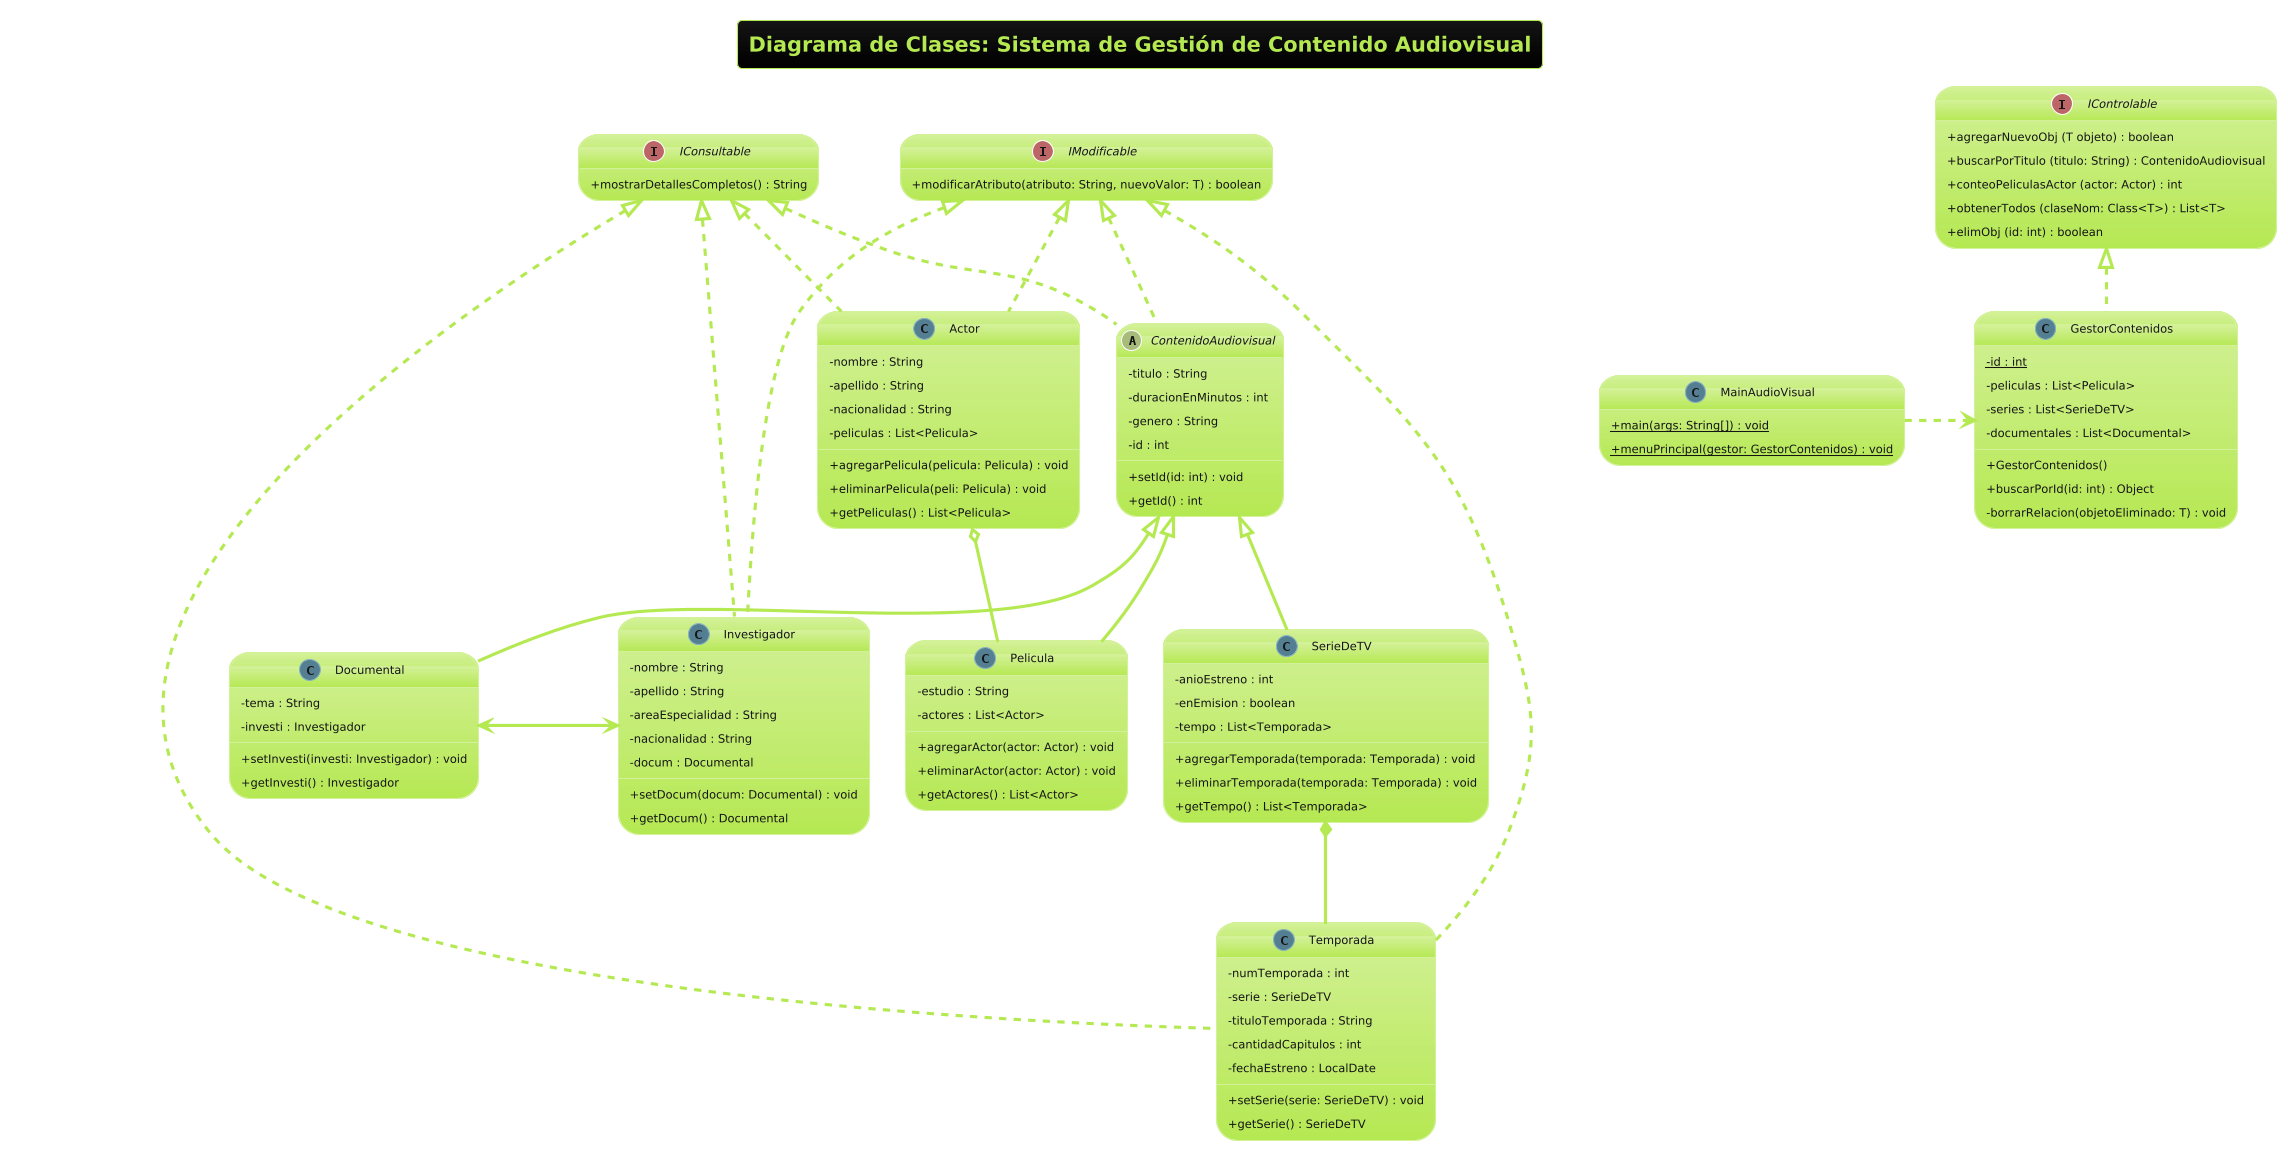 Diagrama de Clases: Sistema de Gestión de Contenido Audiovisual
I IConsultable
+mostrarDetallesCompletos() : String
I IModificable
+modificarAtributo(atributo: String, nuevoValor: T) : boolean
I IControlable
+agregarNuevoObj (T objeto) : boolean
+buscarPorTitulo (titulo: String) : ContenidoAudiovisual
+conteoPeliculasActor (actor: Actor) : int
+obtenerTodos (claseNom: Class<T>) : List<T>
+elimObj (id: int) : boolean
C Actor
-nombre : String
-apellido : String
-nacionalidad : String
-peliculas : List<Pelicula>
+agregarPelicula(pelicula: Pelicula) : void
+eliminarPelicula(peli: Pelicula) : void
+getPeliculas() : List<Pelicula>
A ContenidoAudiovisual
-titulo : String
-duracionEnMinutos : int
-genero : String
-id : int
+setId(id: int) : void
+getId() : int
C MainAudioVisual
+main(args: String[]) : void
+menuPrincipal(gestor: GestorContenidos) : void
C GestorContenidos
-id : int
-peliculas : List<Pelicula>
-series : List<SerieDeTV>
-documentales : List<Documental>
+GestorContenidos()
+buscarPorId(id: int) : Object
-borrarRelacion(objetoEliminado: T) : void
C Documental
-tema : String
-investi : Investigador
+setInvesti(investi: Investigador) : void
+getInvesti() : Investigador
C Investigador
-nombre : String
-apellido : String
-areaEspecialidad : String
-nacionalidad : String
-docum : Documental
+setDocum(docum: Documental) : void
+getDocum() : Documental
C Pelicula
-estudio : String
-actores : List<Actor>
+agregarActor(actor: Actor) : void
+eliminarActor(actor: Actor) : void
+getActores() : List<Actor>
C SerieDeTV
-anioEstreno : int
-enEmision : boolean
-tempo : List<Temporada>
+agregarTemporada(temporada: Temporada) : void
+eliminarTemporada(temporada: Temporada) : void
+getTempo() : List<Temporada>
C Temporada
-numTemporada : int
-serie : SerieDeTV
-tituloTemporada : String
-cantidadCapitulos : int
-fechaEstreno : LocalDate
+setSerie(serie: SerieDeTV) : void
+getSerie() : SerieDeTV